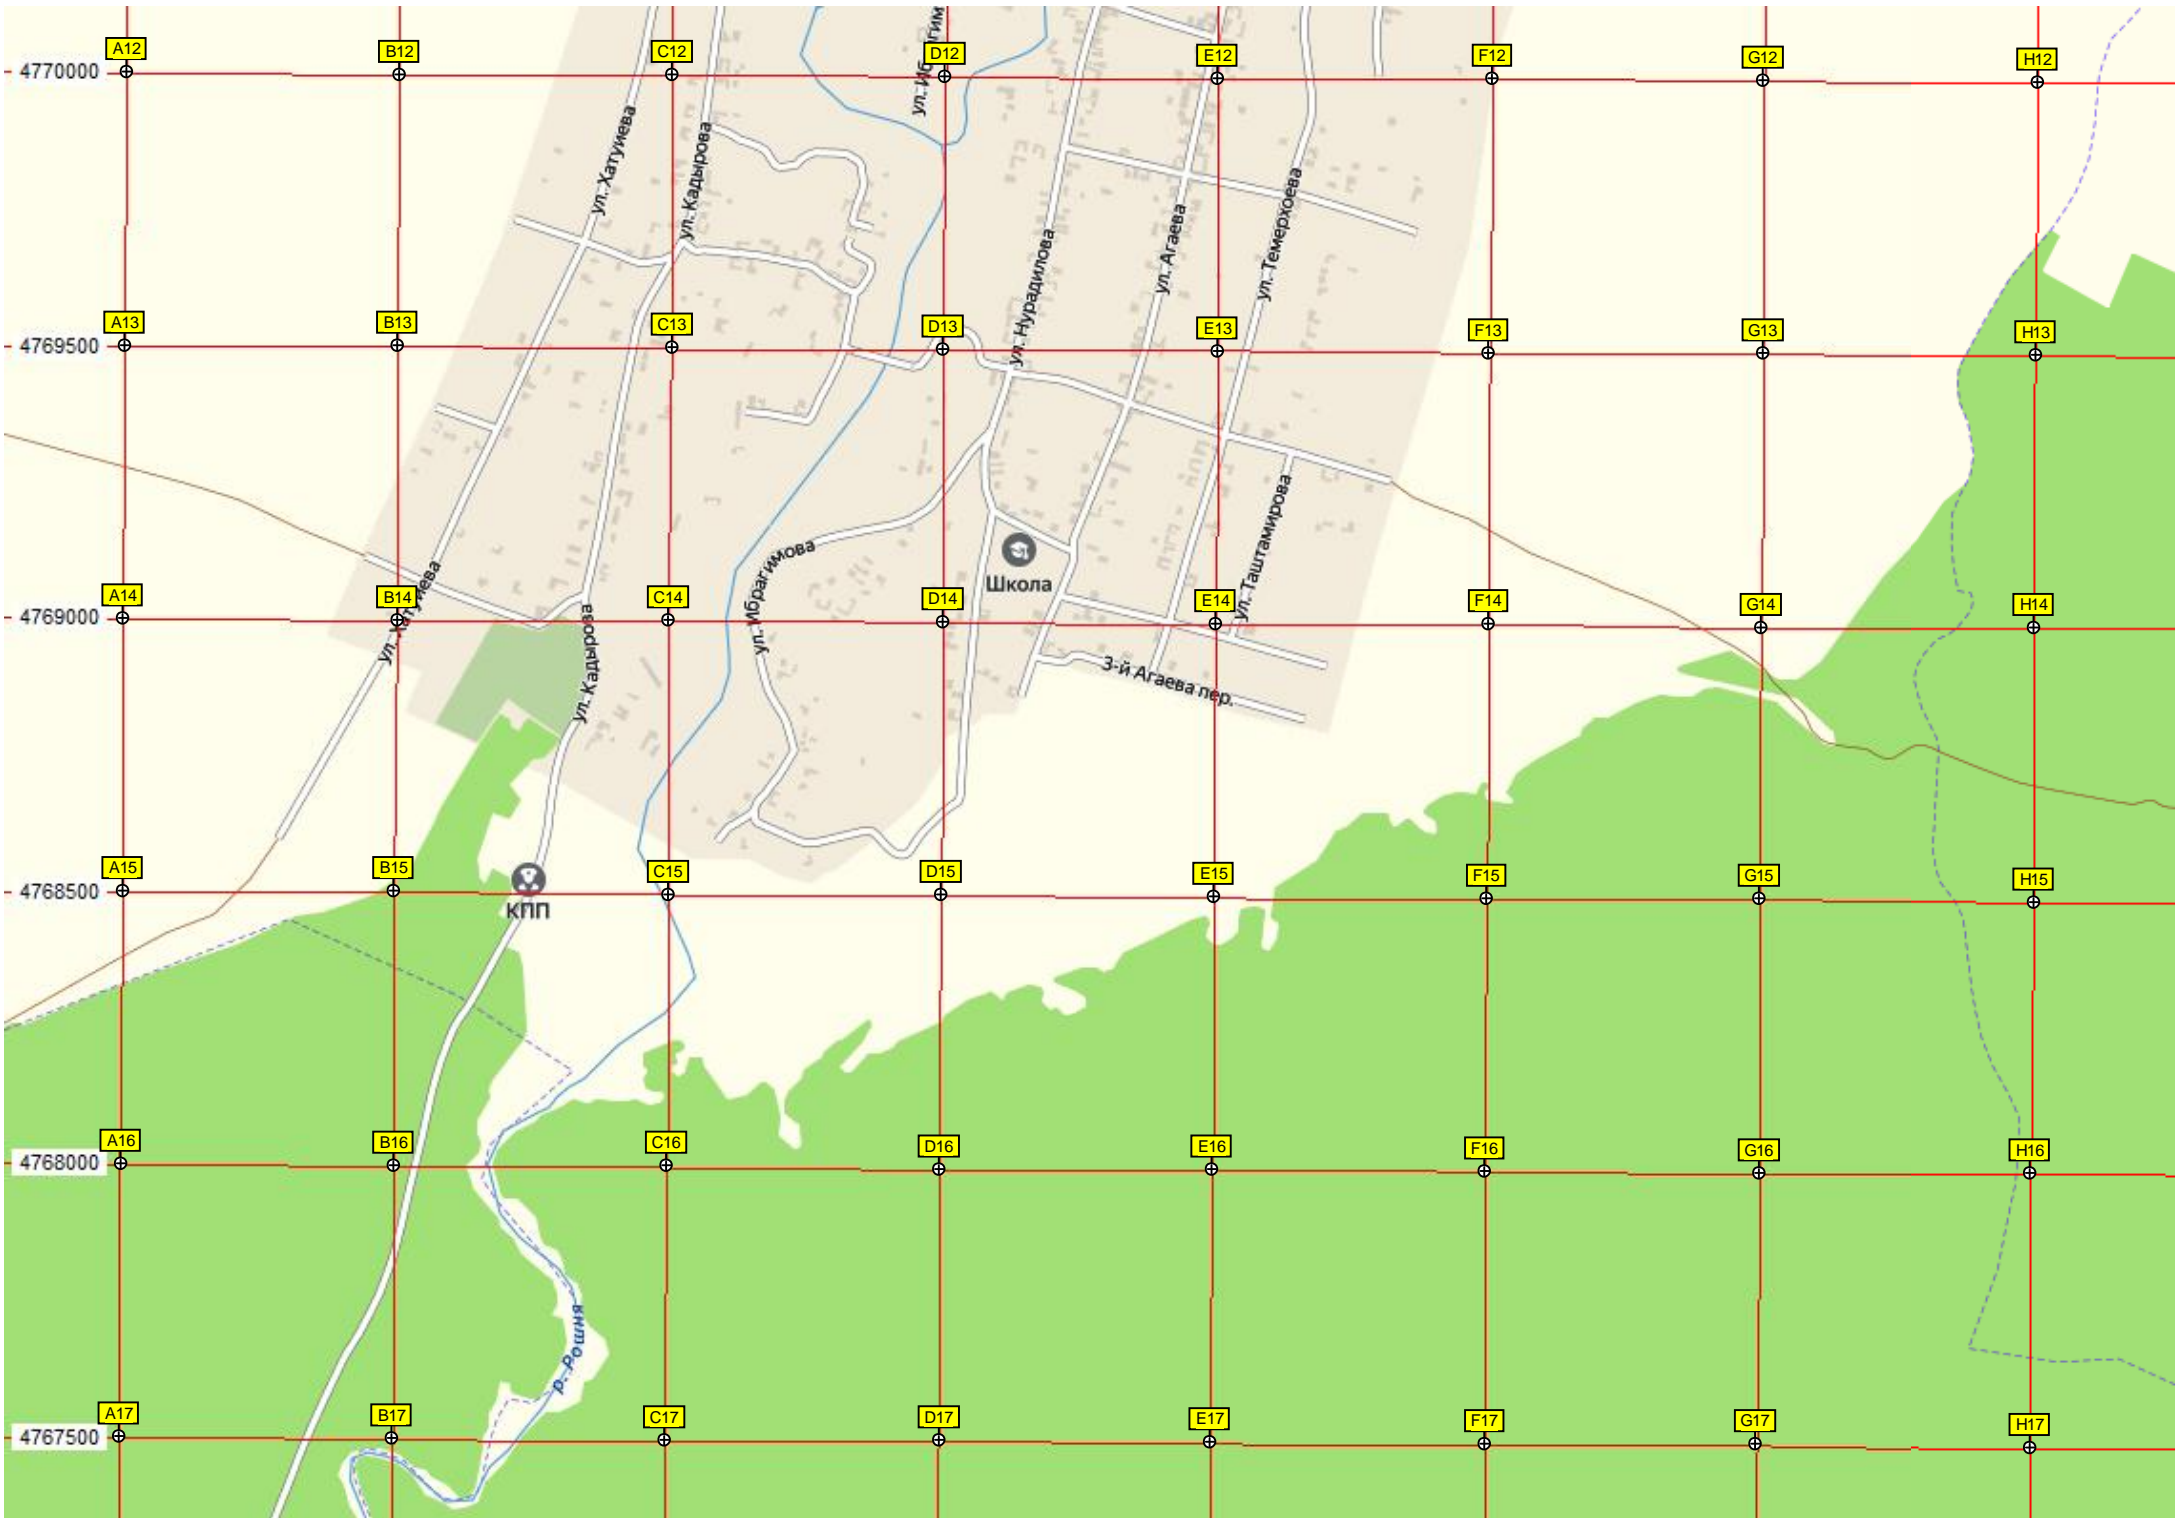 A12 B12 C12 D12 E12 F12 G12 H12
4770000
ул. Хатуиева
ул. Кадырова
ул. Нурадилова
ул. Агаева
ул. Темерхоева
A13 B13 C13 D13 E13 F13 G13 H13
4769500
ул. Ибрагимова
Школа
ул. Таштамирова
A14 B14 C14 D14 E14 F14 G14 H14
4769000
ул. Хатуиева
ул. Кадырова
3-й Агаева пер.
A15 B15 C15 D15 E15 F15 G15 H15
4768500
КПП
A16 B16 C16 D16 E16 F16 G16 H16
4768000
р. Рошня
A17 B17 C17 D17 E17 F17 G17 H17
4767500